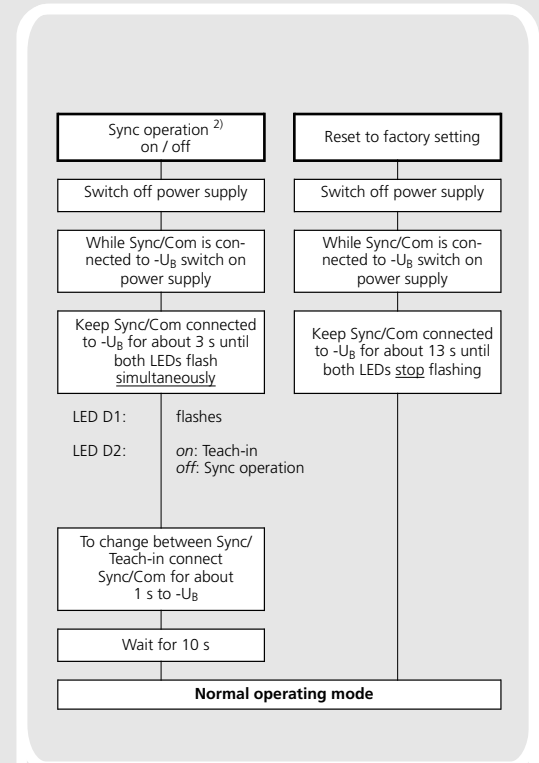 Sync operation 2)
on / off
Switch off power supply
While Sync/Com is con-
nected to -UB switch on
power supply
Keep Sync/Com connected
to -UB for about 3 s until
both LEDs flash
simultaneously
LED D1: flashes
LED D2: on: Teach-in
off: Sync operation
To change between Sync/
Teach-in connect
Sync/Com for about
1 s to -UB
Wait for 10 s
Reset to factory setting
Switch off power supply
While Sync/Com is con-
nected to -UB switch on
power supply
Keep Sync/Com connected
to -UB for about 13 s until
both LEDs stop flashing
Normal operating mode